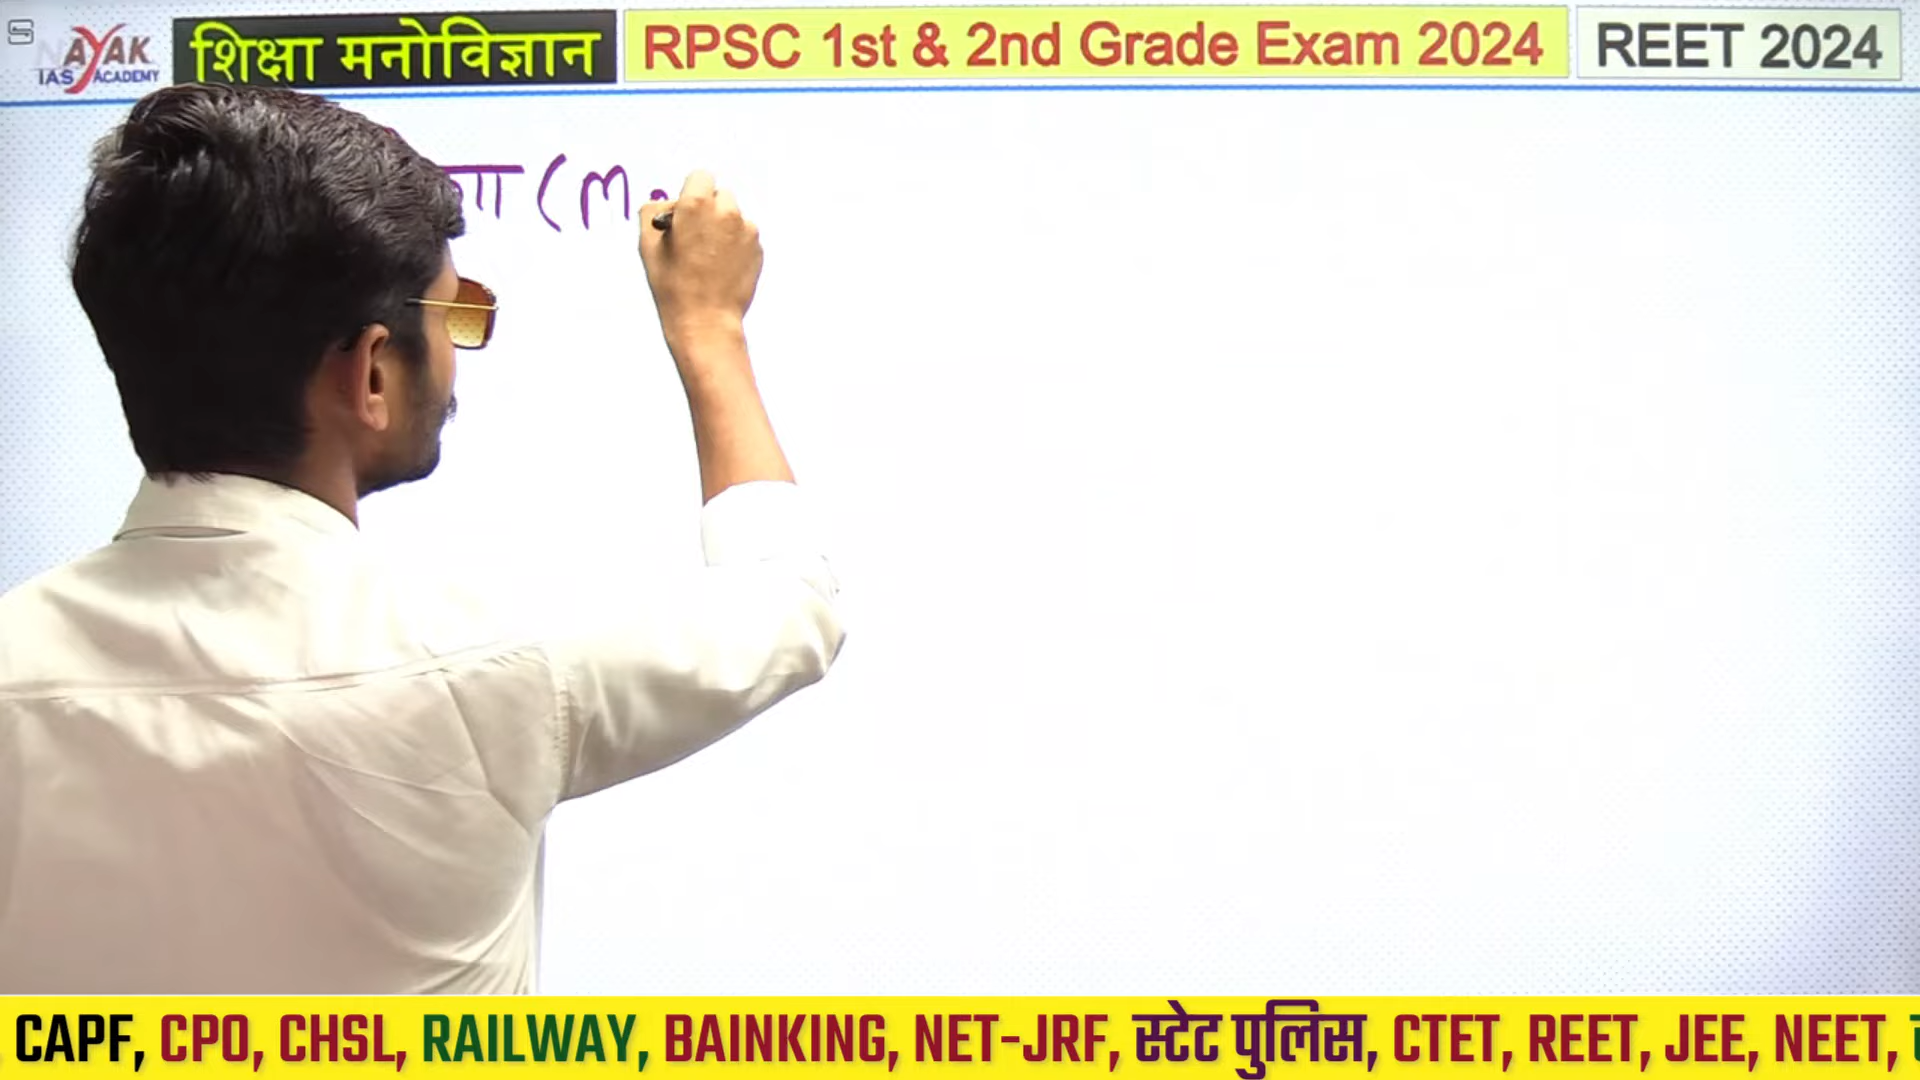 NAYAK
IAS ACADEMY
शिक्षा मनोविज्ञान
RPSC 1st & 2nd Grade Exam 2024
REET 2024
(M
CAPF, CPO, CHSL, RAILWAY, BAINKING, NET-JRF, स्टेट पुलिस, CTET, REET, JEE, NEET,